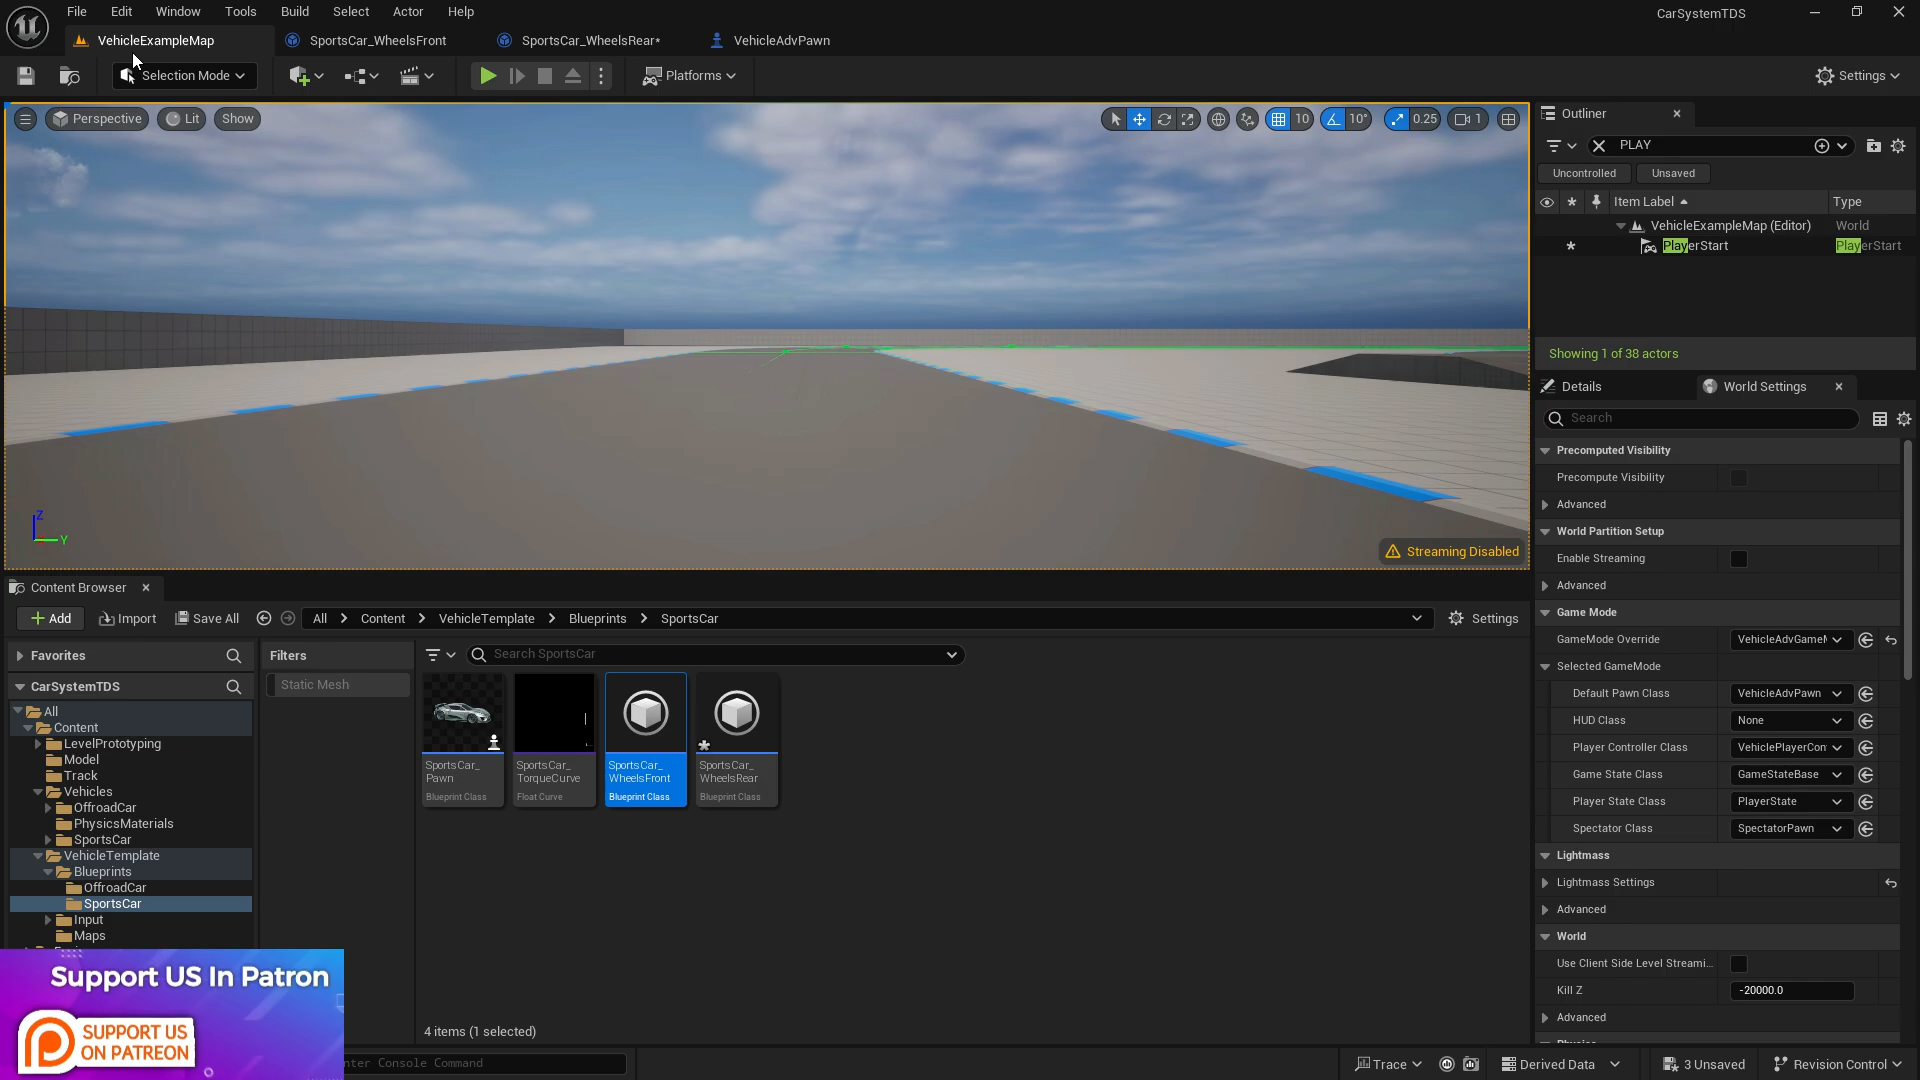 File Edit Window Tools Build Select Actor Help
CarSystemTDS
VehicleExampleMap
SportsCar_WheelsFront
SportsCar_WheelsRear*
VehicleAdvPawn
Selection Mode
Platforms
Settings
Perspective
Lit
Show
10
10°
0.25
1
Outliner
PLAY
Uncontrolled
Unsaved
Item Label
Type
VehicleExampleMap (Editor)
World
PlayerStart
PlayerStart
Showing 1 of 38 actors
Z
Y
Streaming Disabled
Details
World Settings
Search
Precomputed Visibility
Precompute Visibility
Advanced
World Partition Setup
Enable Streaming
Advanced
Game Mode
GameMode Override
VehicleAdvGame
Selected GameMode
Default Pawn Class
VehicleAdvPawn
HUD Class
None
Player Controller Class
VehiclePlayerCon
Game State Class
GameStateBase
Player State Class
PlayerState
Spectator Class
SpectatorPawn
Lightmass
Lightmass Settings
Advanced
World
Use Client Side Level Streami...
Kill Z
-20000.0
Advanced
Content Browser
Add
Import
Save All
All > Content > VehicleTemplate > Blueprints > SportsCar
Settings
Favorites
CarSystemTDS
All
Content
LevelPrototyping
Model
Track
Vehicles
OffroadCar
PhysicsMaterials
SportsCar
VehicleTemplate
Blueprints
OffroadCar
SportsCar
Input
Maps
Filters
Static Mesh
Search SportsCar
SportsCar_
Pawn
Blueprint Class
SportsCar_
TorqueCurve
Float Curve
SportsCar_
WheelsFront
Blueprint Class
SportsCar_
WheelsRear
Blueprint Class
4 items (1 selected)
Support US In Patron
SUPPORT US
ON PATREON
nter Console Command
Trace
Derived Data
3 Unsaved
Revision Control